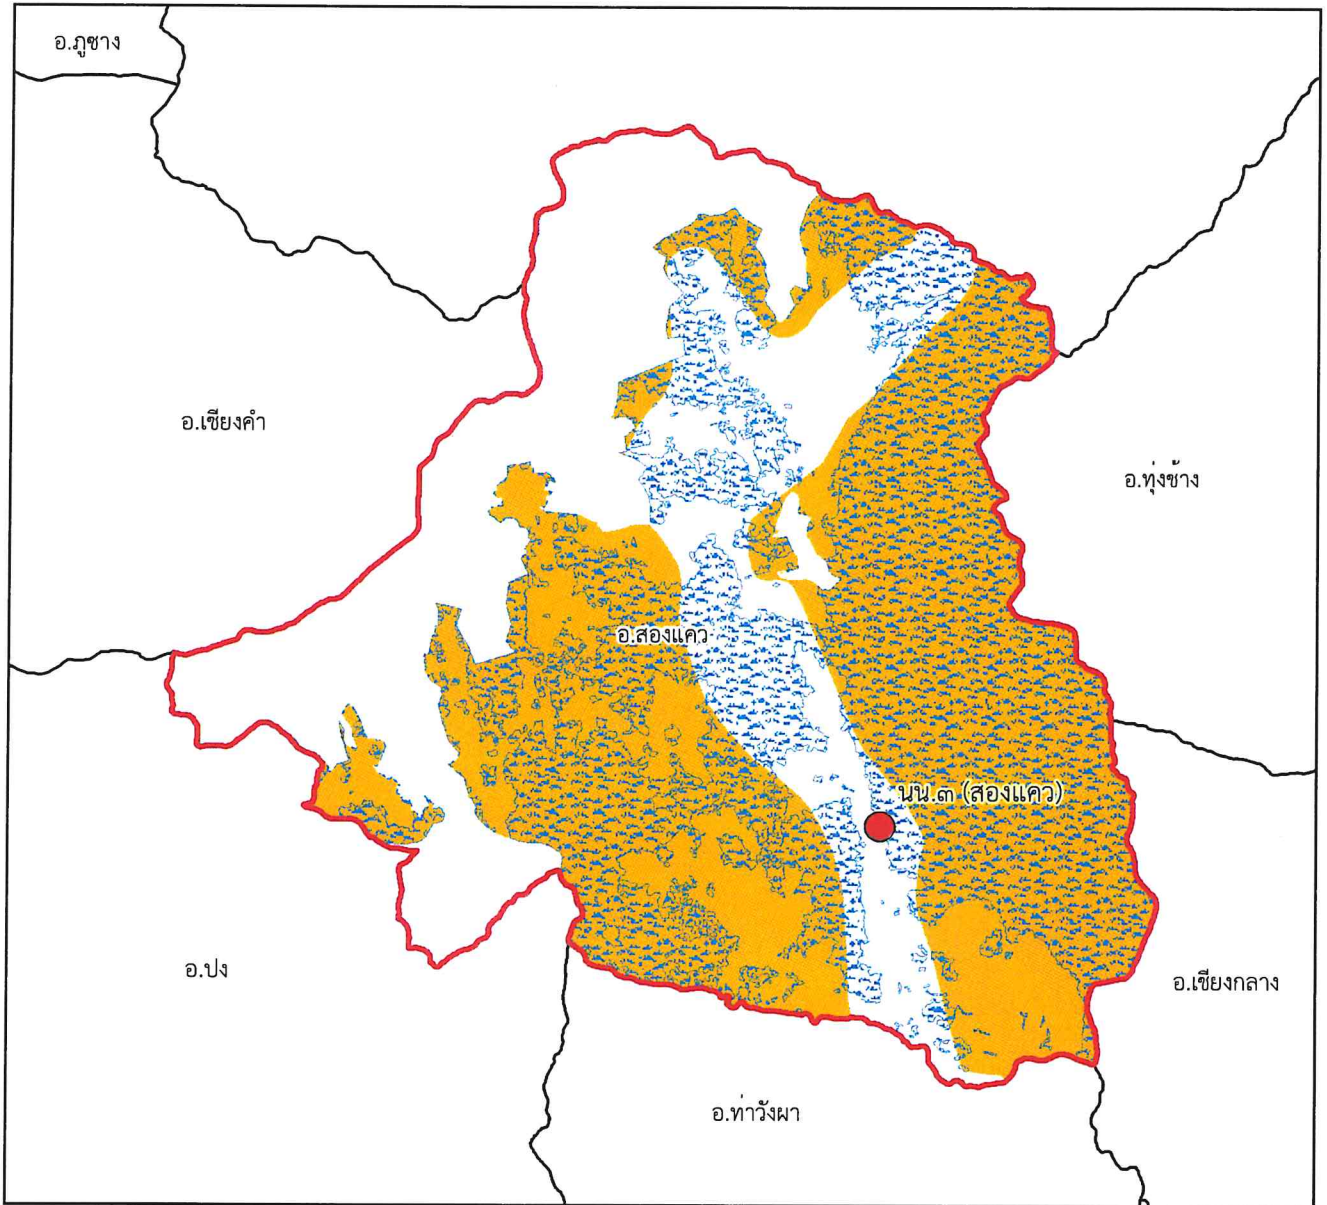 อ.ภูซาง
อ.เชียงคำ
อ.ทุ่งช้าง
อ.สองแคว
นน.๓ (สองแคว)
อ.ปง
อ.เชียงกลาง
อ.ท่าวังผา